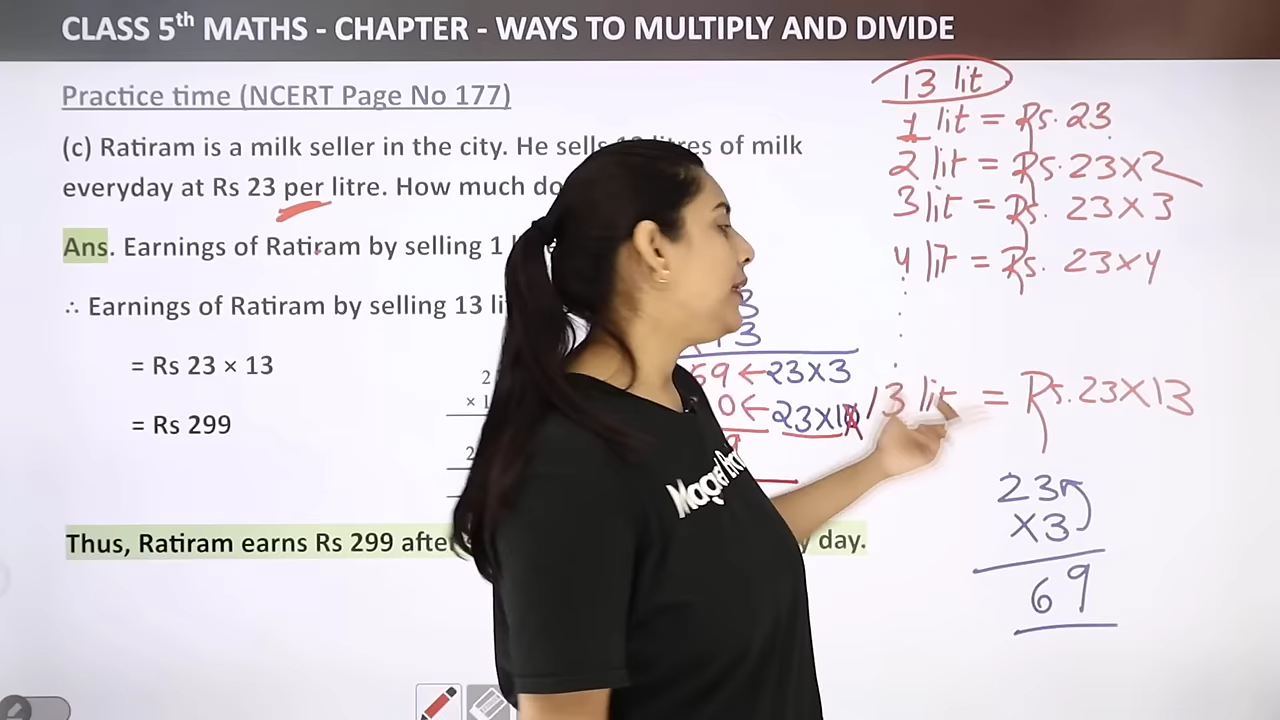 CLASS 5th MATHS - CHAPTER - WAYS TO MULTIPLY AND DIVIDE
Practice time (NCERT Page No 177)
(c) Ratiram is a milk seller in the city. He sells of milk
everyday at Rs 23 per litre. How much
Ans. Earnings of Ratiram by selling 1
∴ Earnings of Ratiram by selling 13
= Rs 23 × 13
= Rs 299
Thus, Ratiram earns Rs 299 day.
69 ← 23×3
0 ← 23×10
13 lit
1 lit = Rs. 23
2 lit = Rs. 23×2
3 lit = Rs. 23×3
4 lit = Rs. 23×4
13 lit = Rs. 23×13
23
×3
69